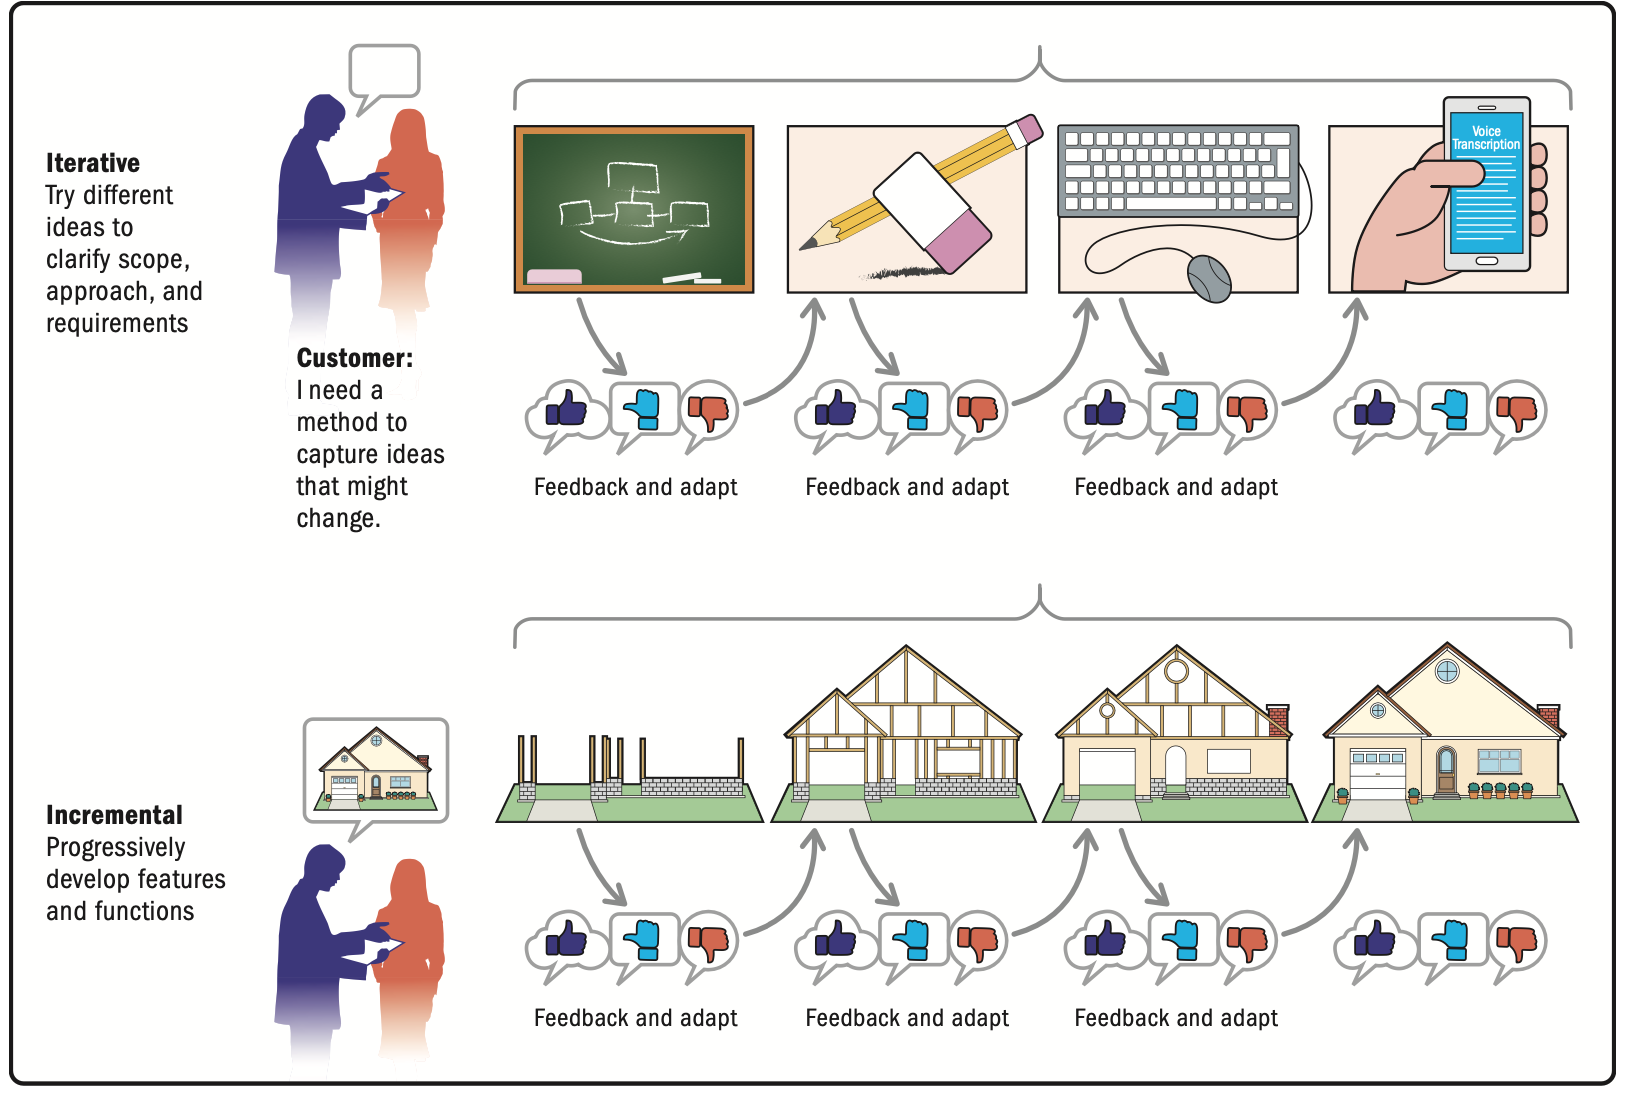 Iterative
Try different
ideas to
clarify scope,
approach, and
requirements
Customer:
I need a
method to
capture ideas
that might
change.
Voice
Transcription
Feedback and adapt
Feedback and adapt
Feedback and adapt
Incremental
Progressively
develop features
and functions
Feedback and adapt
Feedback and adapt
Feedback and adapt